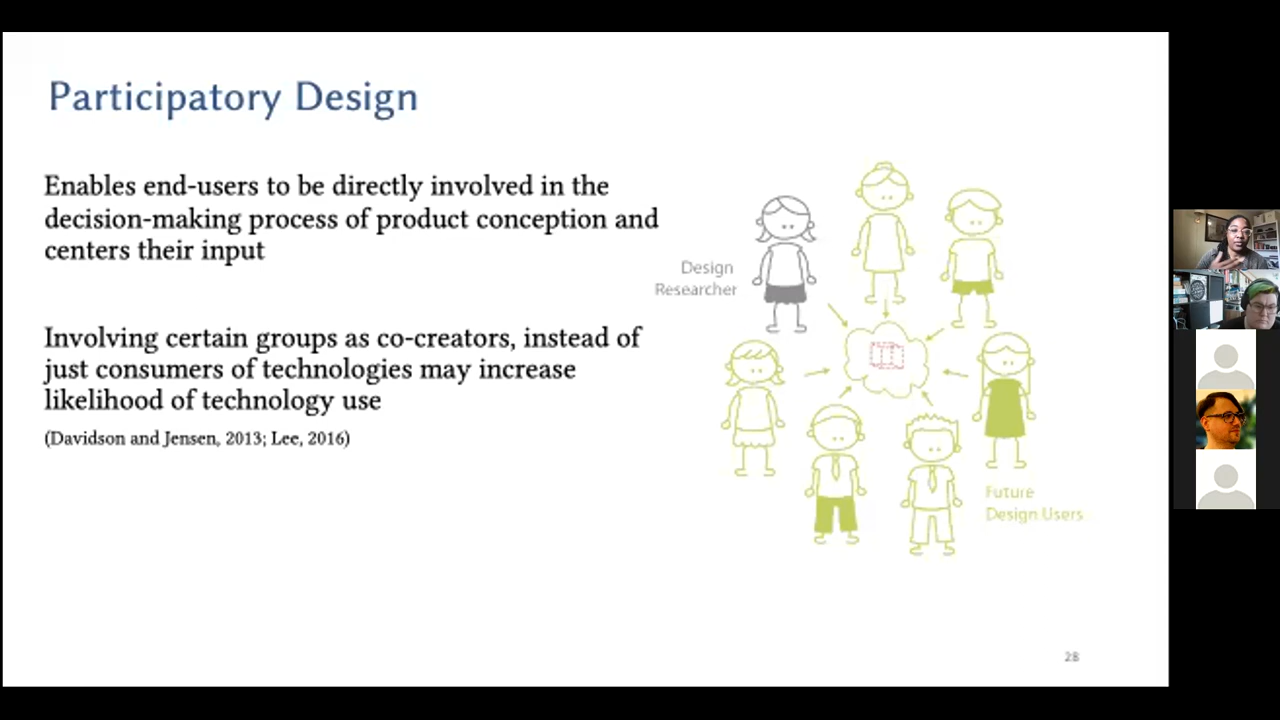 Participatory Design
Enables end-users to be directly involved in the
decision-making process of product conception and
centers their input
Involving certain groups as co-creators, instead of
just consumers of technologies may increase
likelihood of technology use
(Davidson and Jensen, 2013; Lee, 2016)
Design
Researcher
Future
Design Users
28